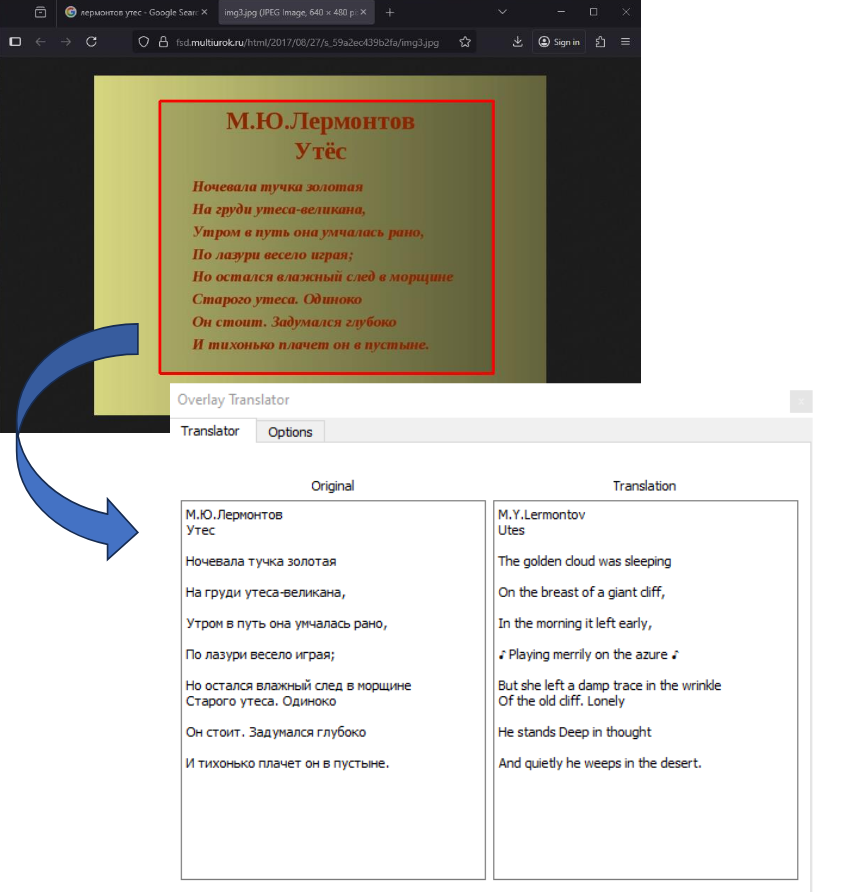 лермонтов утес - Google Searc
img3.jpg (JPEG Image, 640 × 480 pi
fsd.multiurok.ru/html/2017/08/27/s_59a2ec439b2fa/img3.jpg
Sign in
М.Ю.Лермонтов
Утёс
Ночевала тучка золотая
На груди утеса-великана,
Утром в путь она умчалась рано,
По лазури весело играя;
Но остался влажный след в морщине
Старого утеса. Одиноко
Он стоит. Задумался глубоко
И тихонько плачет он в пустыне.
Overlay Translator
Translator
Options
Original
Translation
М.Ю.Лермонтов
Утес
Ночевала тучка золотая
На груди утеса-великана,
Утром в путь она умчалась рано,
По лазури весело играя;
Но остался влажный след в морщине
Старого утеса. Одиноко
Он стоит. Задумался глубоко
И тихонько плачет он в пустыне.
M.Y.Lermontov
Utes
The golden cloud was sleeping
On the breast of a giant cliff,
In the morning it left early,
♪ Playing merrily on the azure ♪
But she left a damp trace in the wrinkle
Of the old cliff. Lonely
He stands Deep in thought
And quietly he weeps in the desert.